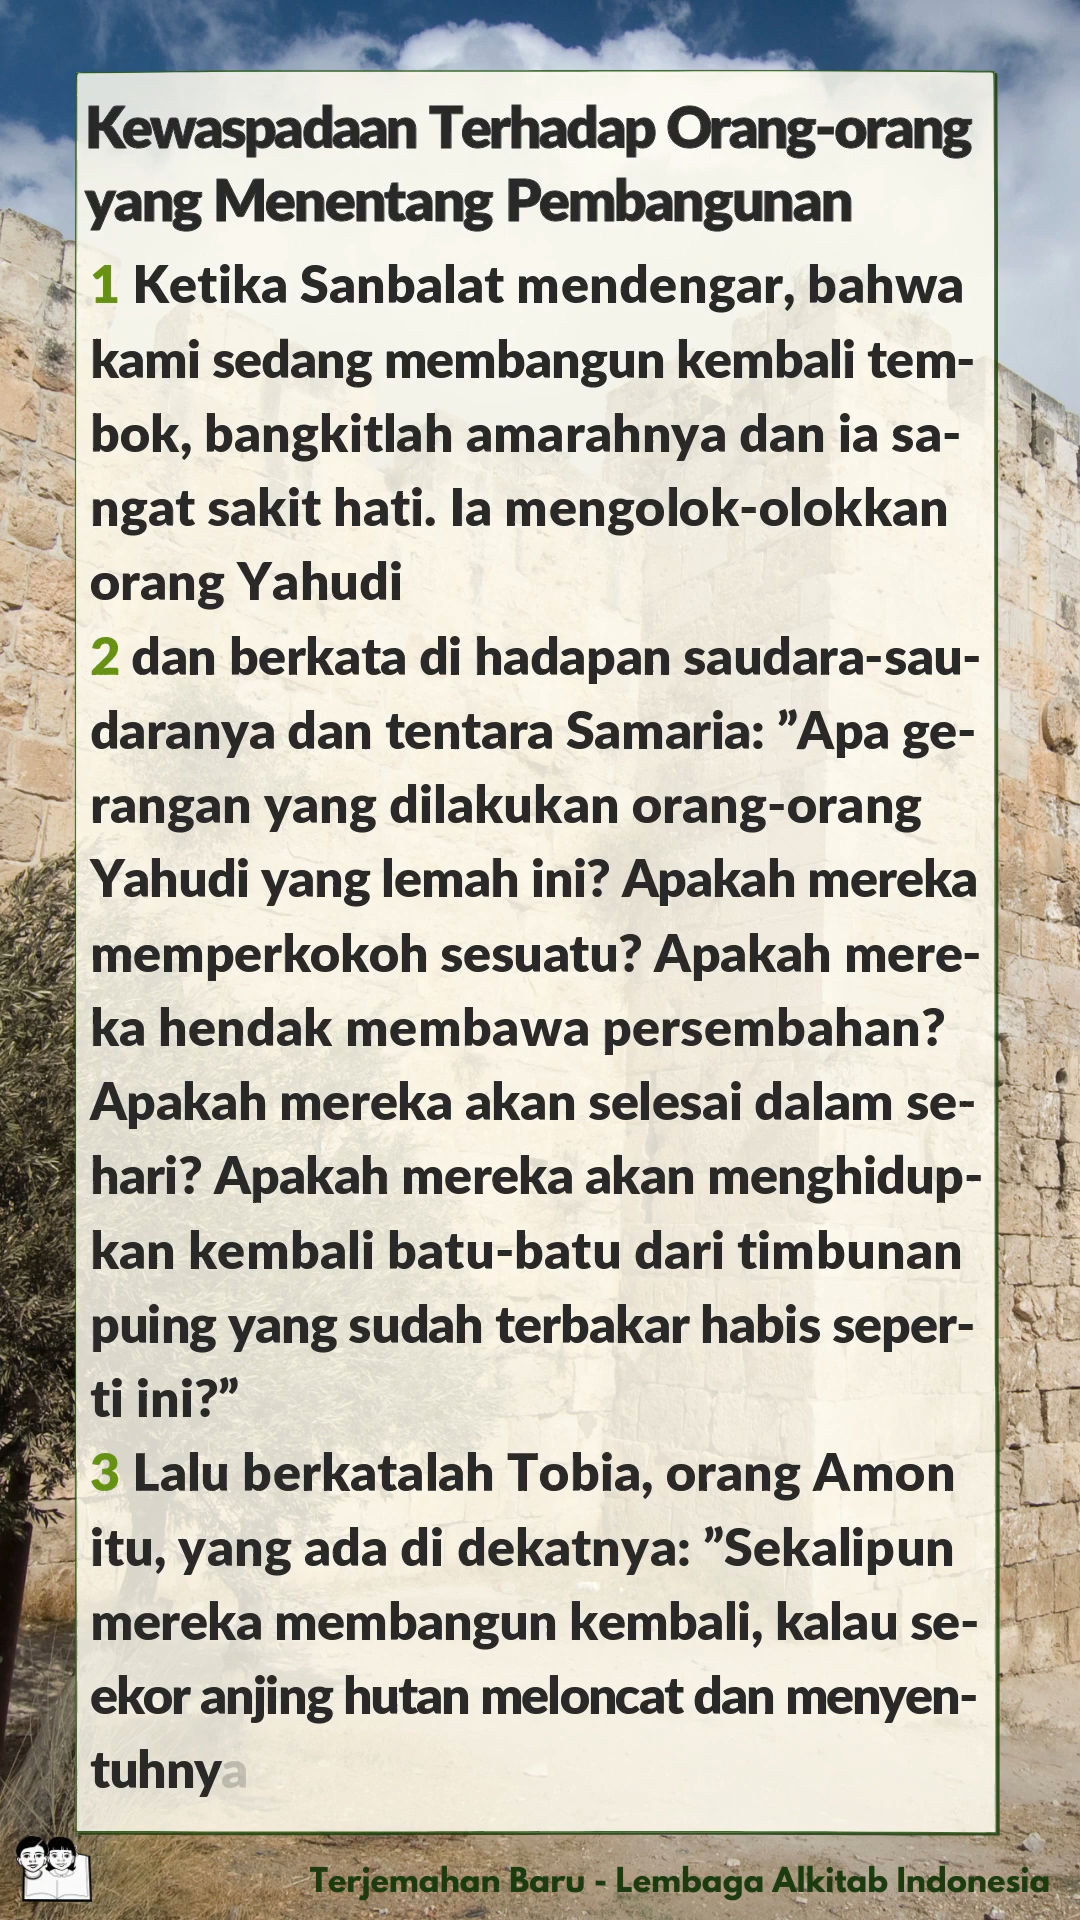 Kewaspadaan Terhadap Orang-orang
yang Menentang Pembangunan
1 Ketika Sanbalat mendengar, bahwa
kami sedang membangun kembali tem-
bok, bangkitlah amarahnya dan ia sa-
ngat sakit hati. Ia mengolok-olokkan
orang Yahudi
2 dan berkata di hadapan saudara-sau-
daranya dan tentara Samaria: ”Apa ge-
rangan yang dilakukan orang-orang
Yahudi yang lemah ini? Apakah mereka
memperkokoh sesuatu? Apakah mere-
ka hendak membawa persembahan?
Apakah mereka akan selesai dalam se-
hari? Apakah mereka akan menghidup-
kan kembali batu-batu dari timbunan
puing yang sudah terbakar habis seper-
ti ini?”
3 Lalu berkatalah Tobia, orang Amon
itu, yang ada di dekatnya: ”Sekalipun
mereka membangun kembali, kalau se-
ekor anjing hutan meloncat dan menyen-
tuhnya
Terjemahan Baru - Lembaga Alkitab Indonesia